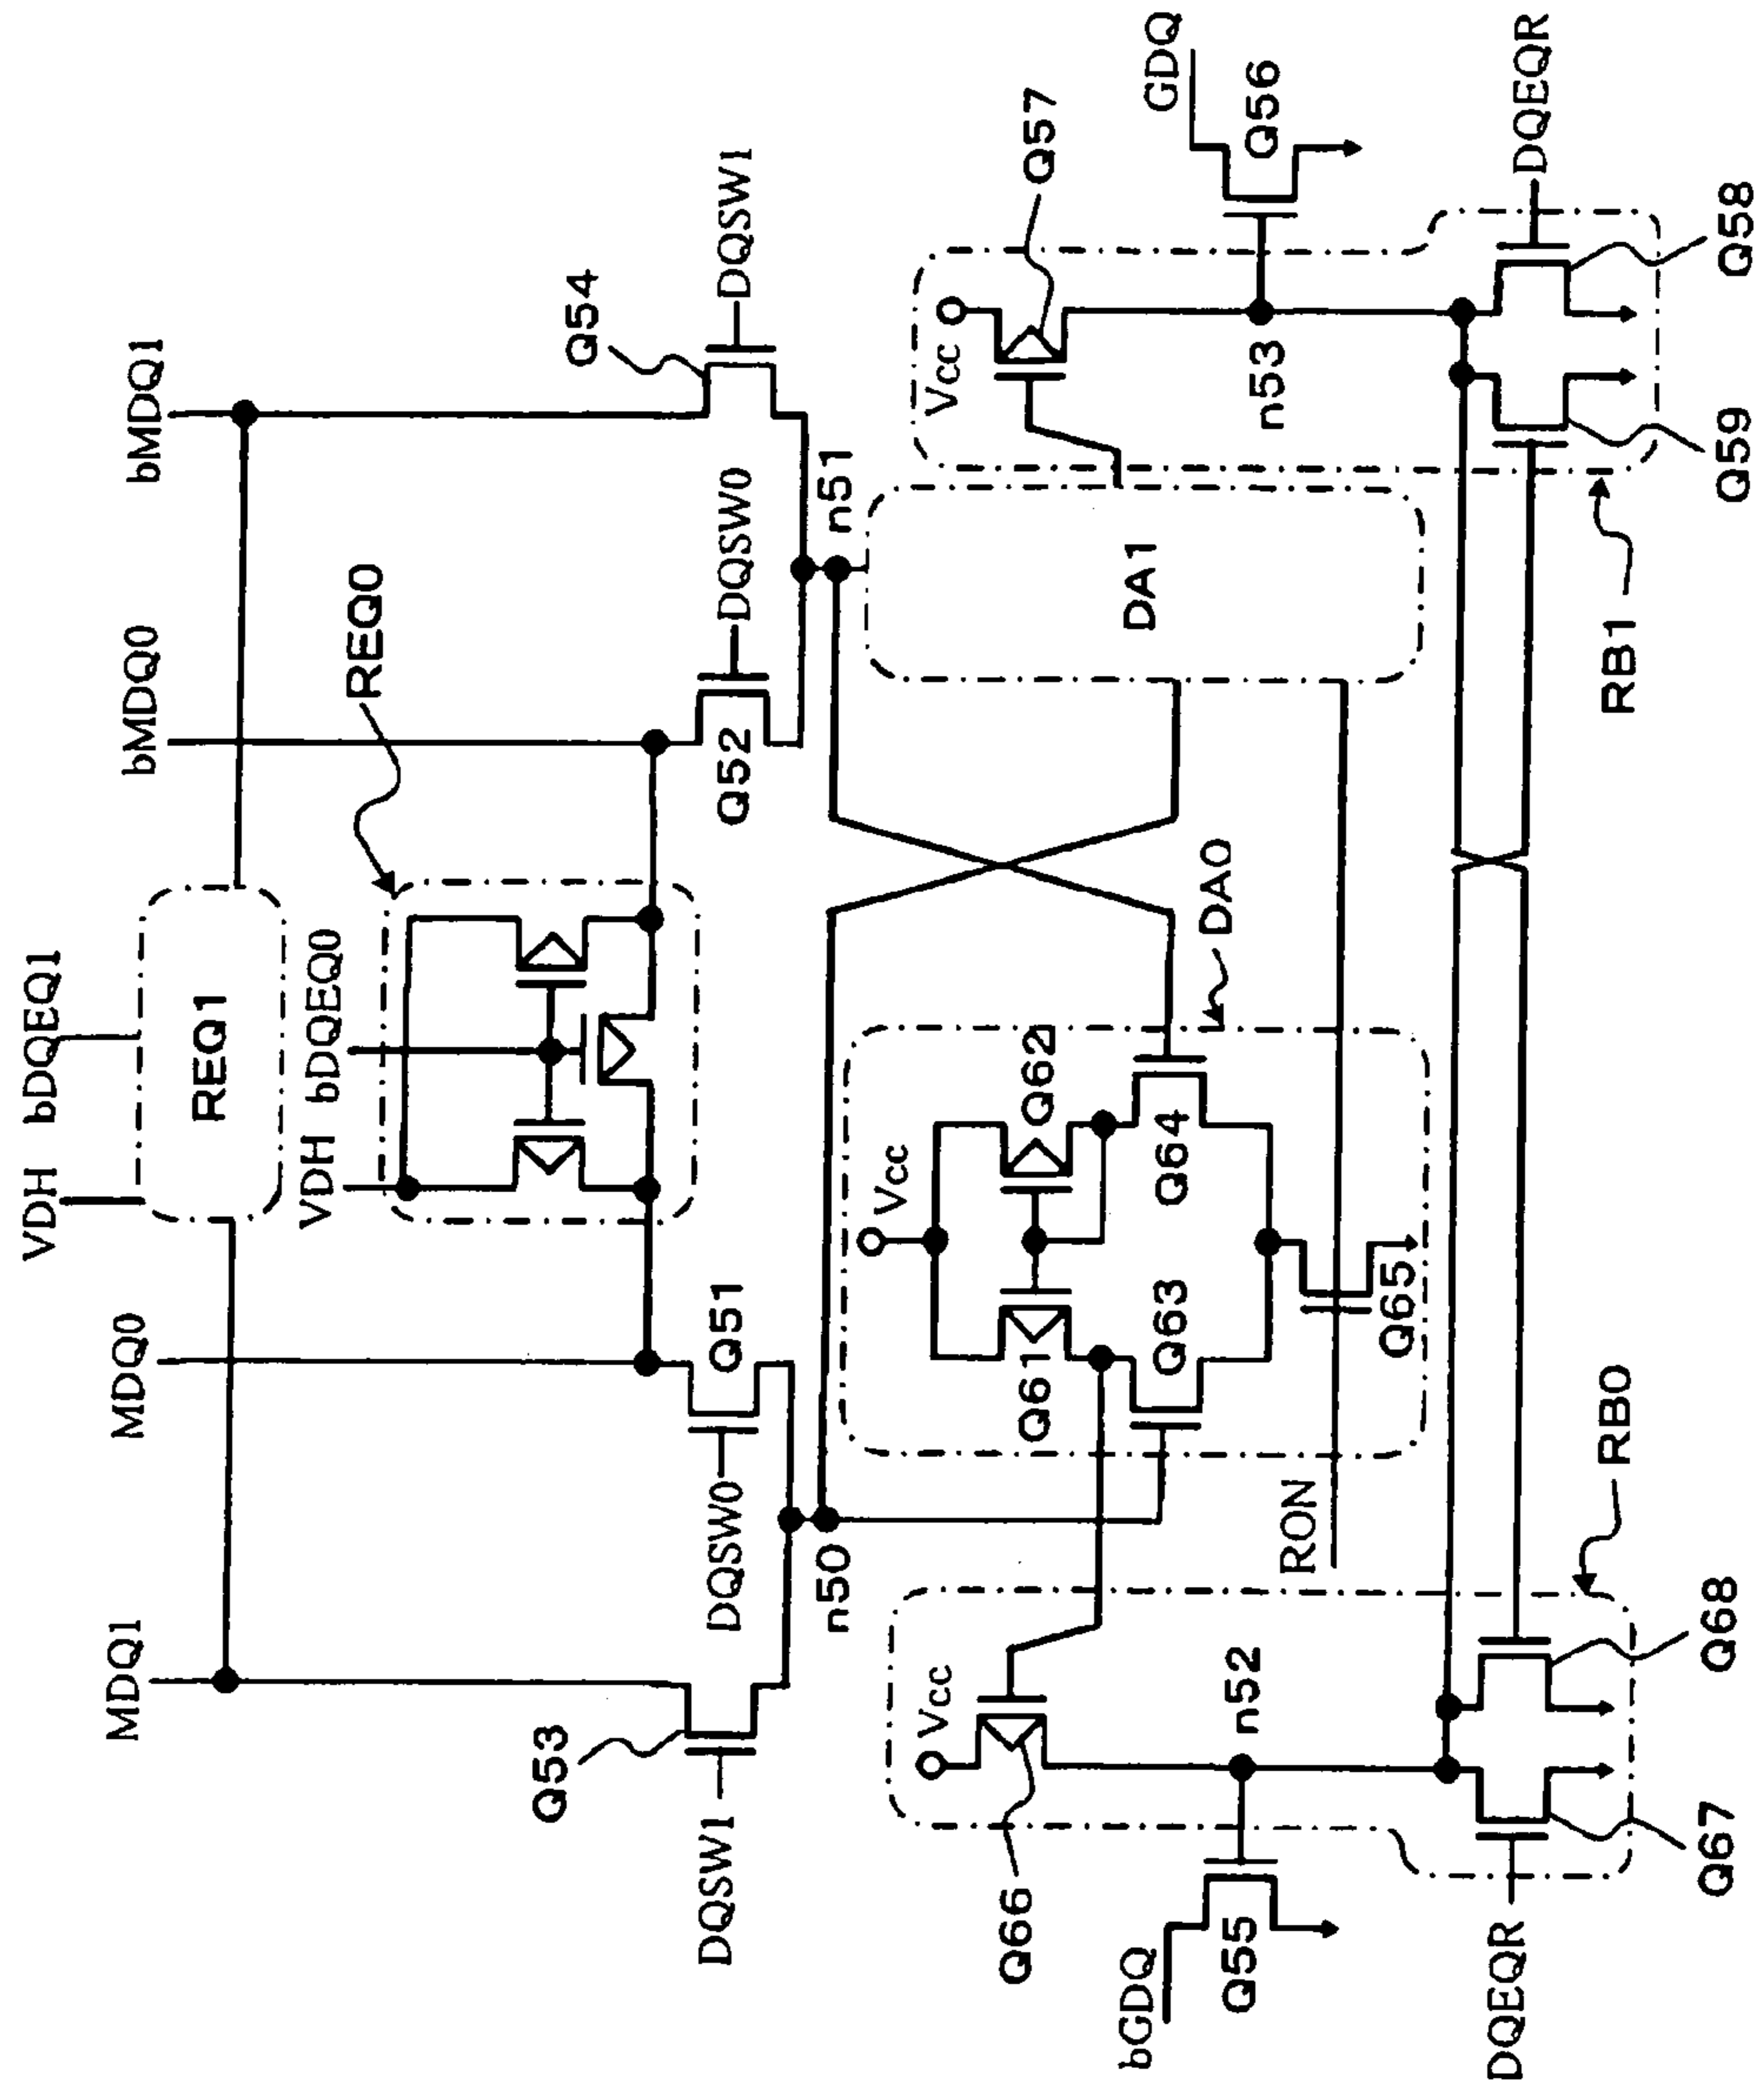 VDH bDQEQ1
MDQ1
MDQ0
bMDQ0
bMDQ1
REQ1
VDH bDQEQ0
REQ0
Q53
DQSW1
DQSW0
Q51
Q52
DQSW0
Q54
DQSW1
n50
n51
Vcc
Vcc
Vcc
Q66
Q61
Q62
Q63
Q64
DA0
DA1
Q57
bGDQ
GDQ
Q55
n52
n53
Q56
RON
Q65
DQEQR
DQEQR
RB0
RB1
Q67
Q68
Q59
Q58